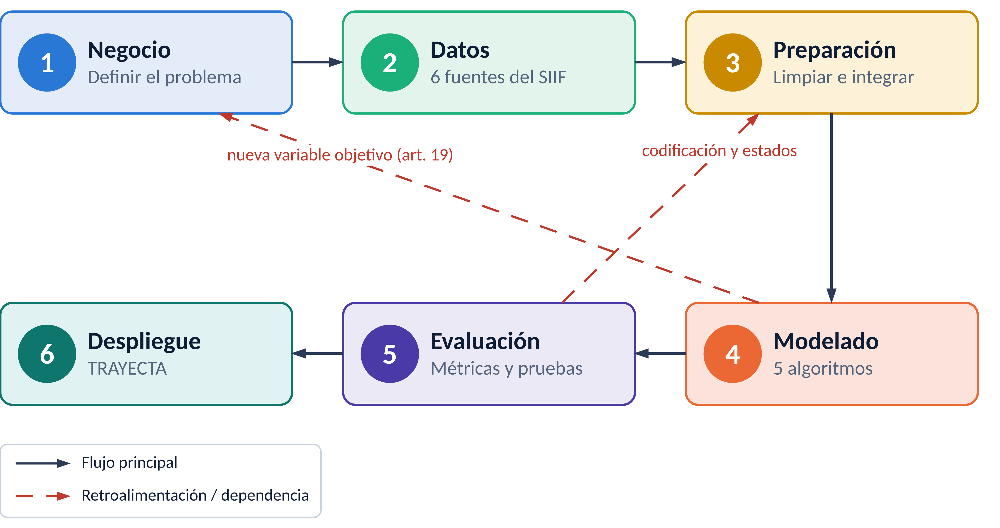 1
Negocio
Definir el problema
2
Datos
6 fuentes del SIIF
3
Preparación
Limpiar e integrar
nueva variable objetivo (art. 19)
codificación y estados
6
Despliegue
TRAYECTA
5
Evaluación
Métricas y pruebas
4
Modelado
5 algoritmos
Flujo principal
Retroalimentación / dependencia